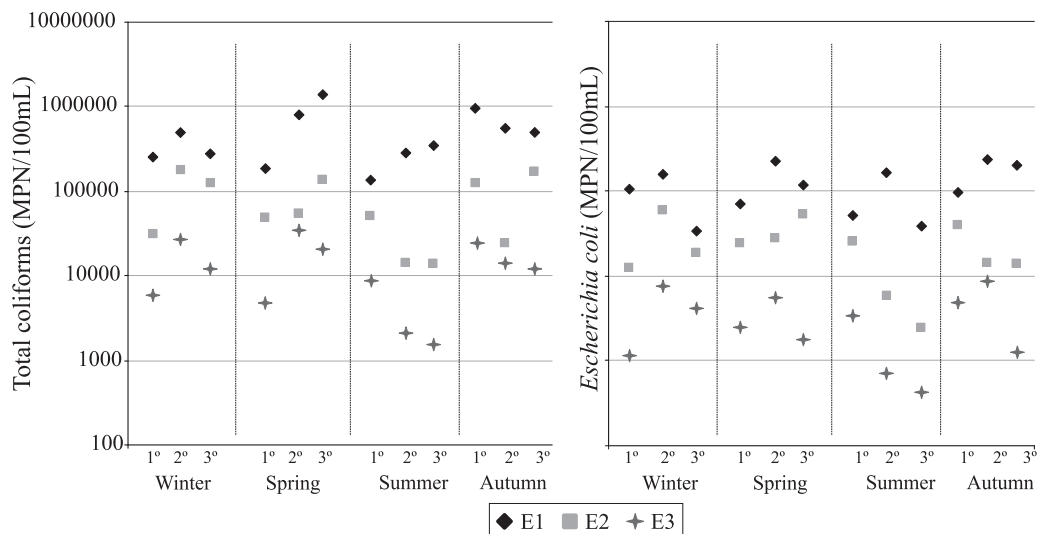 Total coliforms (MPN/100mL)
10000000
1000000
100000
10000
1000
100
1º 2º 3º 1º 2º 3º 1º 2º 3º 1º 2º 3º
Winter Spring Summer Autumn
Escherichia coli (MPN/100mL)
1º 2º 3º 1º 2º 3º 1º 2º 3º 1º 2º 3º
Winter Spring Summer Autumn
E1 E2 E3